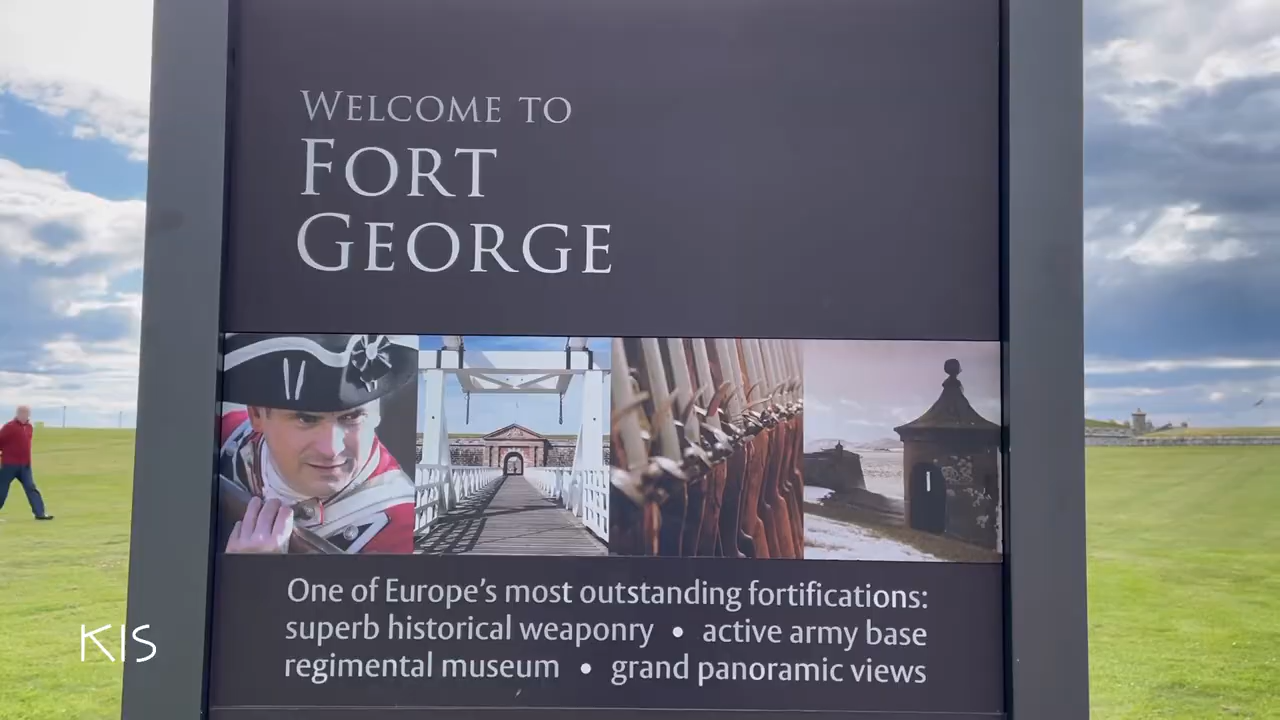 WELCOME TO
FORT
GEORGE
One of Europe's most outstanding fortifications:
superb historical weaponry • active army base
regimental museum • grand panoramic views
KIS